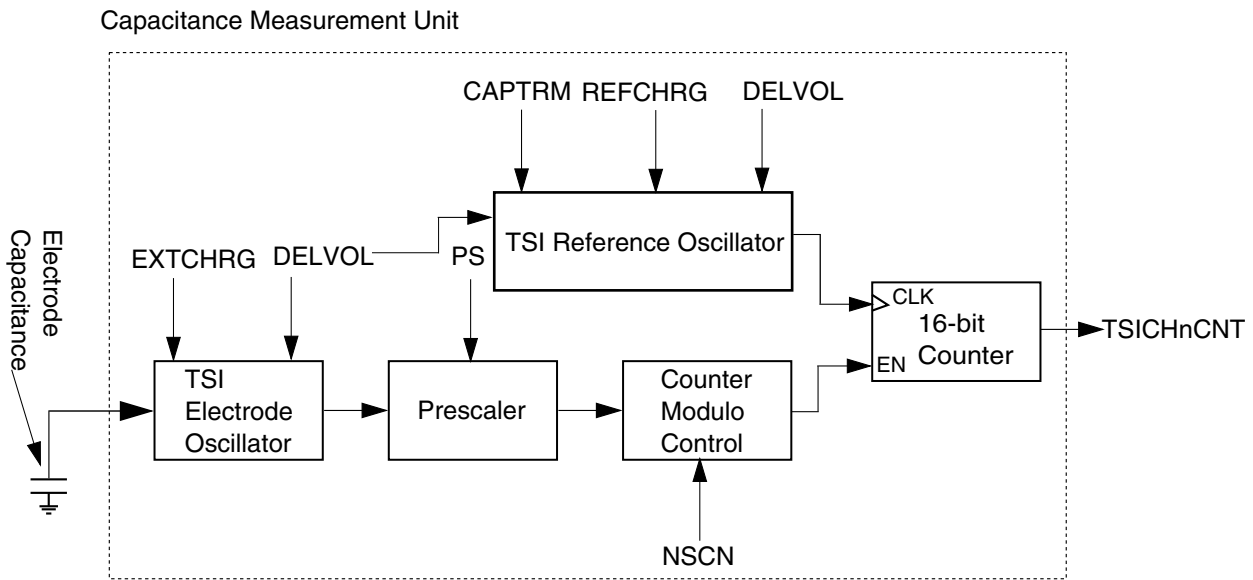 Capacitance Measurement Unit
CAPTRM REFCHRG DELVOL
TSI Reference Oscillator
Electrode
Capacitance
EXTCHRG DELVOL PS
CLK
16-bit
Counter
EN
TSICHnCNT
TSI
Electrode
Oscillator
Prescaler
Counter
Modulo
Control
NSCN